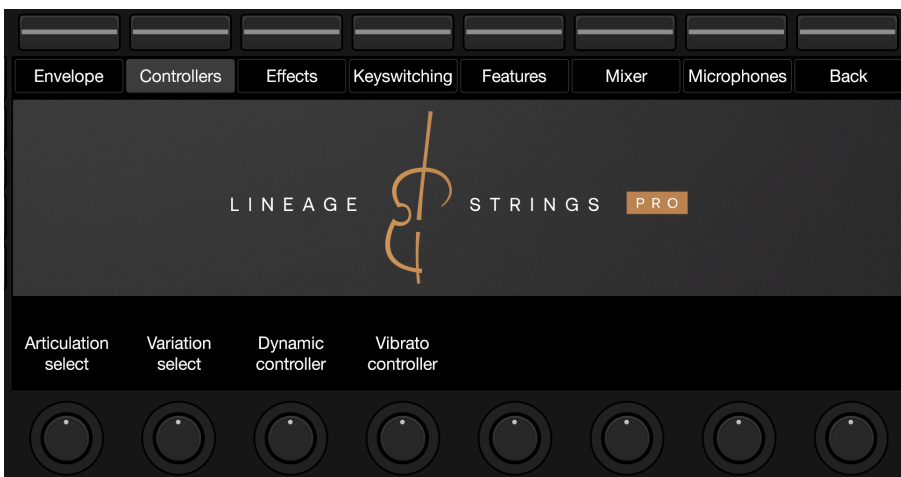 Envelope Controllers Effects Keyswitching Features Mixer Microphones Back
LINEAGE STRINGS PRO
Articulation select
Variation select
Dynamic controller
Vibrato controller